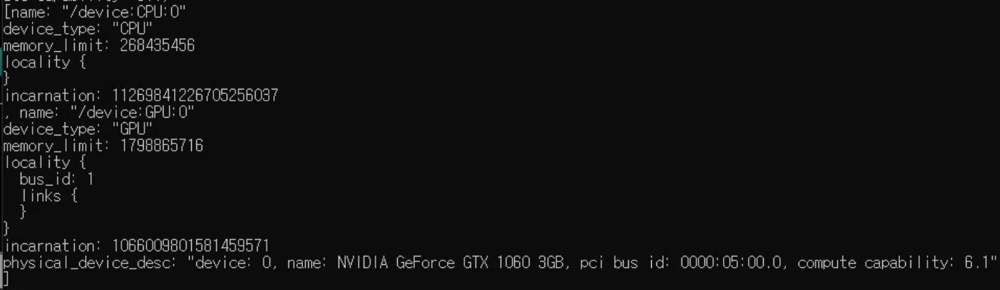 [name: "/device:CPU:0"
device_type: "CPU"
memory_limit: 268435456
locality {
}
incarnation: 11269841226705256037
, name: "/device:GPU:0"
device_type: "GPU"
memory_limit: 1798865716
locality {
  bus_id: 1
  links {
  }
}
incarnation: 1066009801581459571
physical_device_desc: "device: 0, name: NVIDIA GeForce GTX 1060 3GB, pci bus id: 0000:05:00.0, compute capability: 6.1"
]